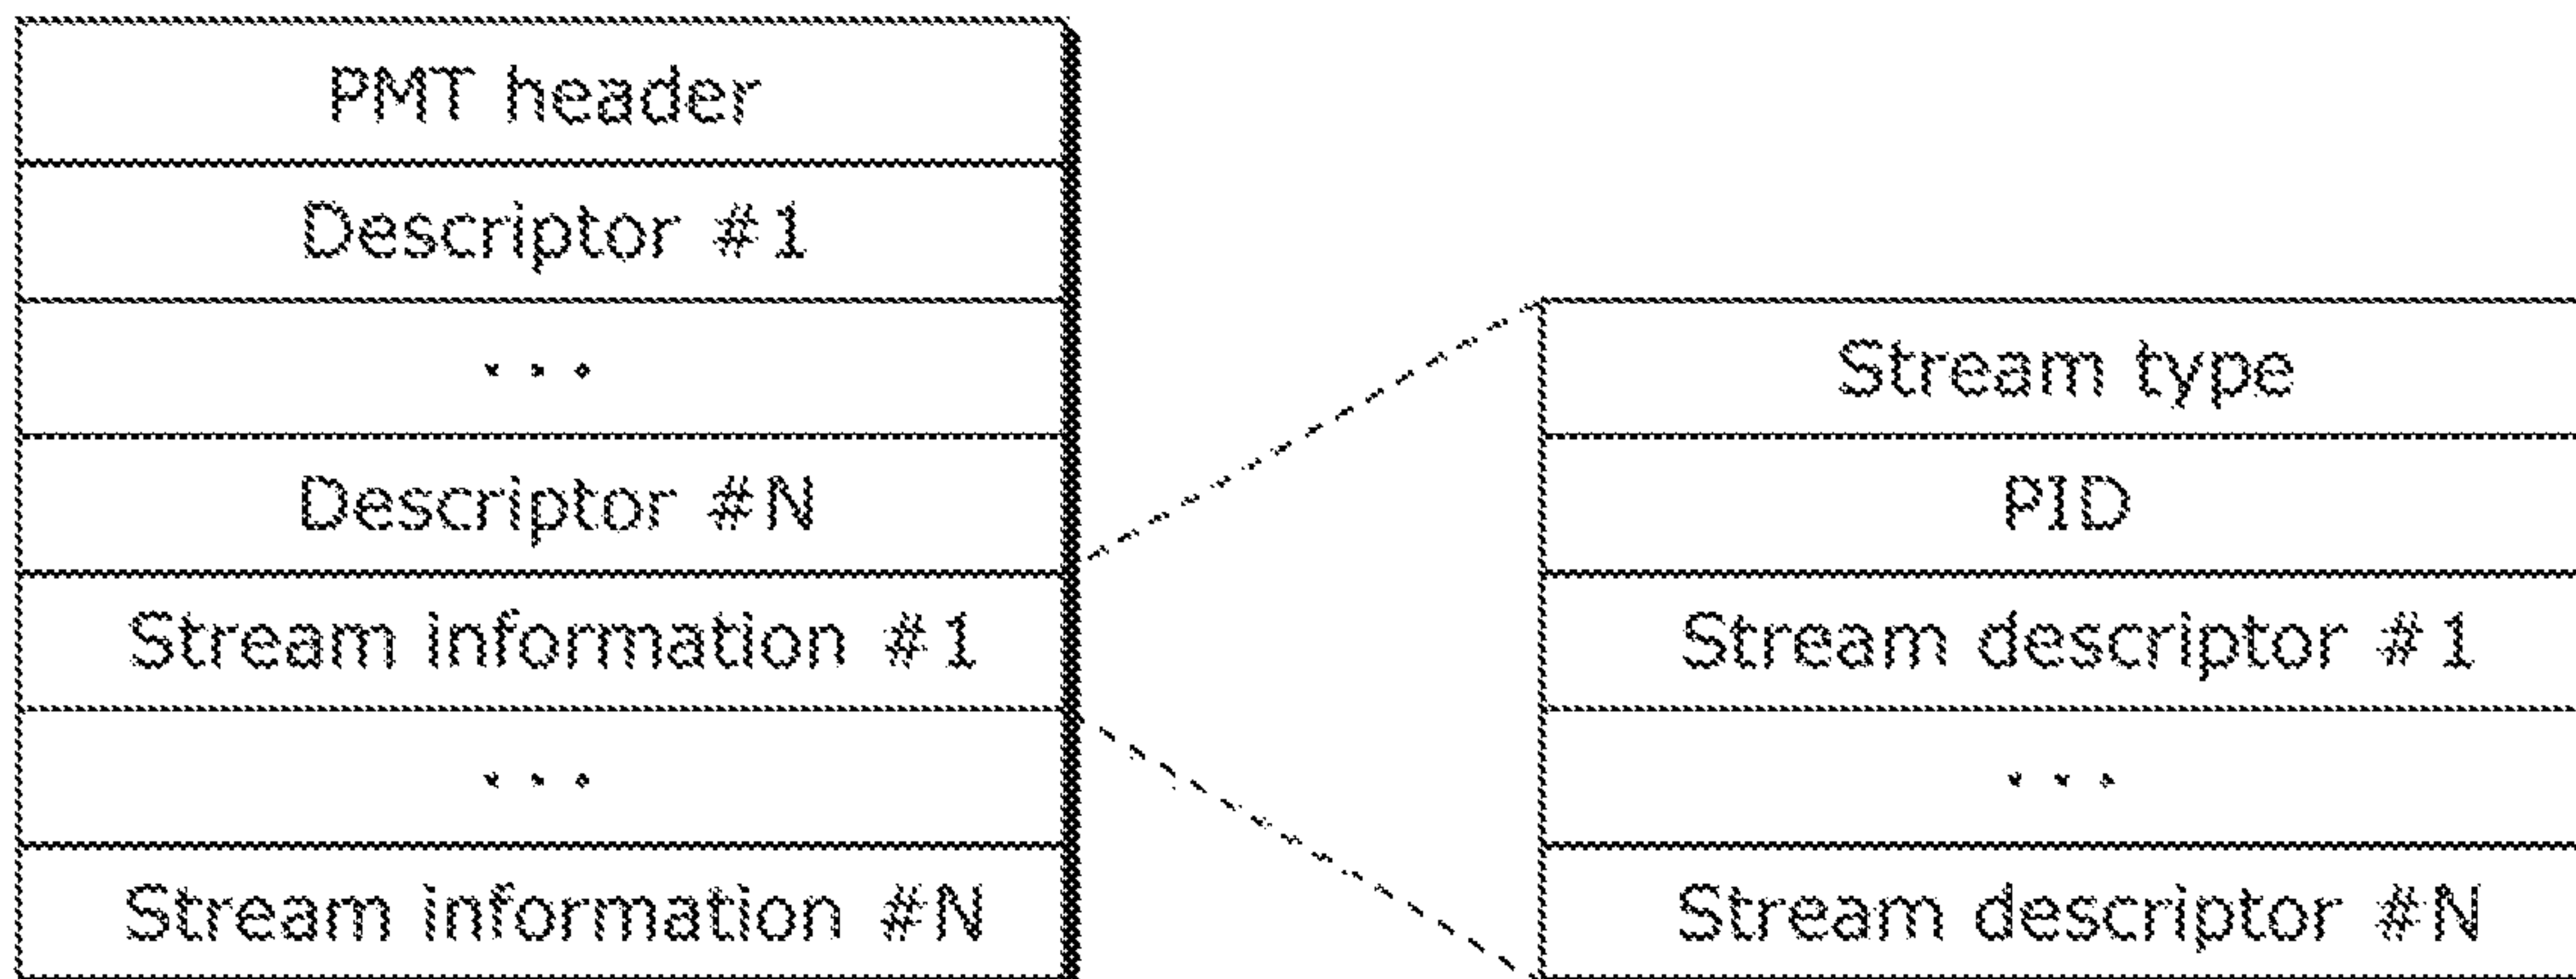 PMT header
Descriptor #1
...
Descriptor #N
Stream information #1
...
Stream information #N
Stream type
PID
Stream descriptor #1
...
Stream descriptor #N